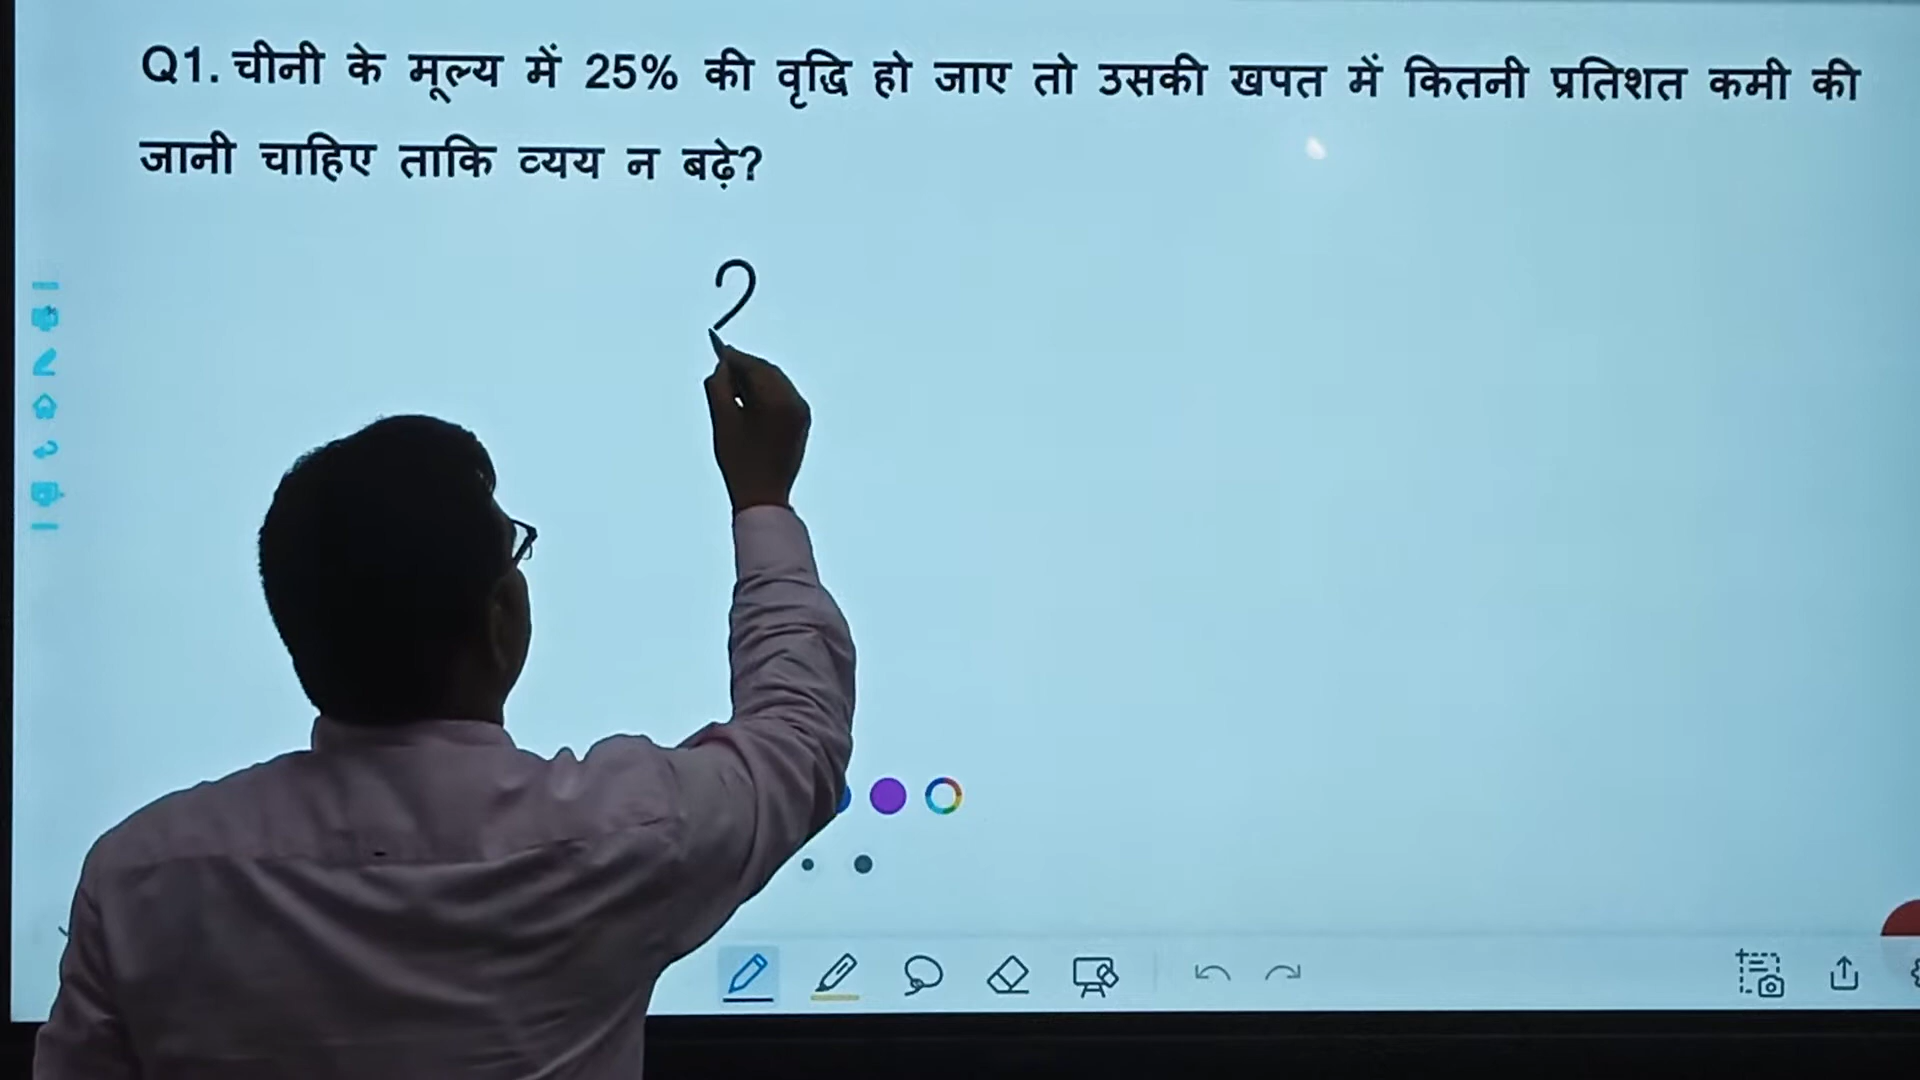 Q1. चीनी के मूल्य में 25% की वृद्धि हो जाए तो उसकी खपत में कितनी प्रतिशत कमी की
जानी चाहिए ताकि व्यय न बढ़े?
2